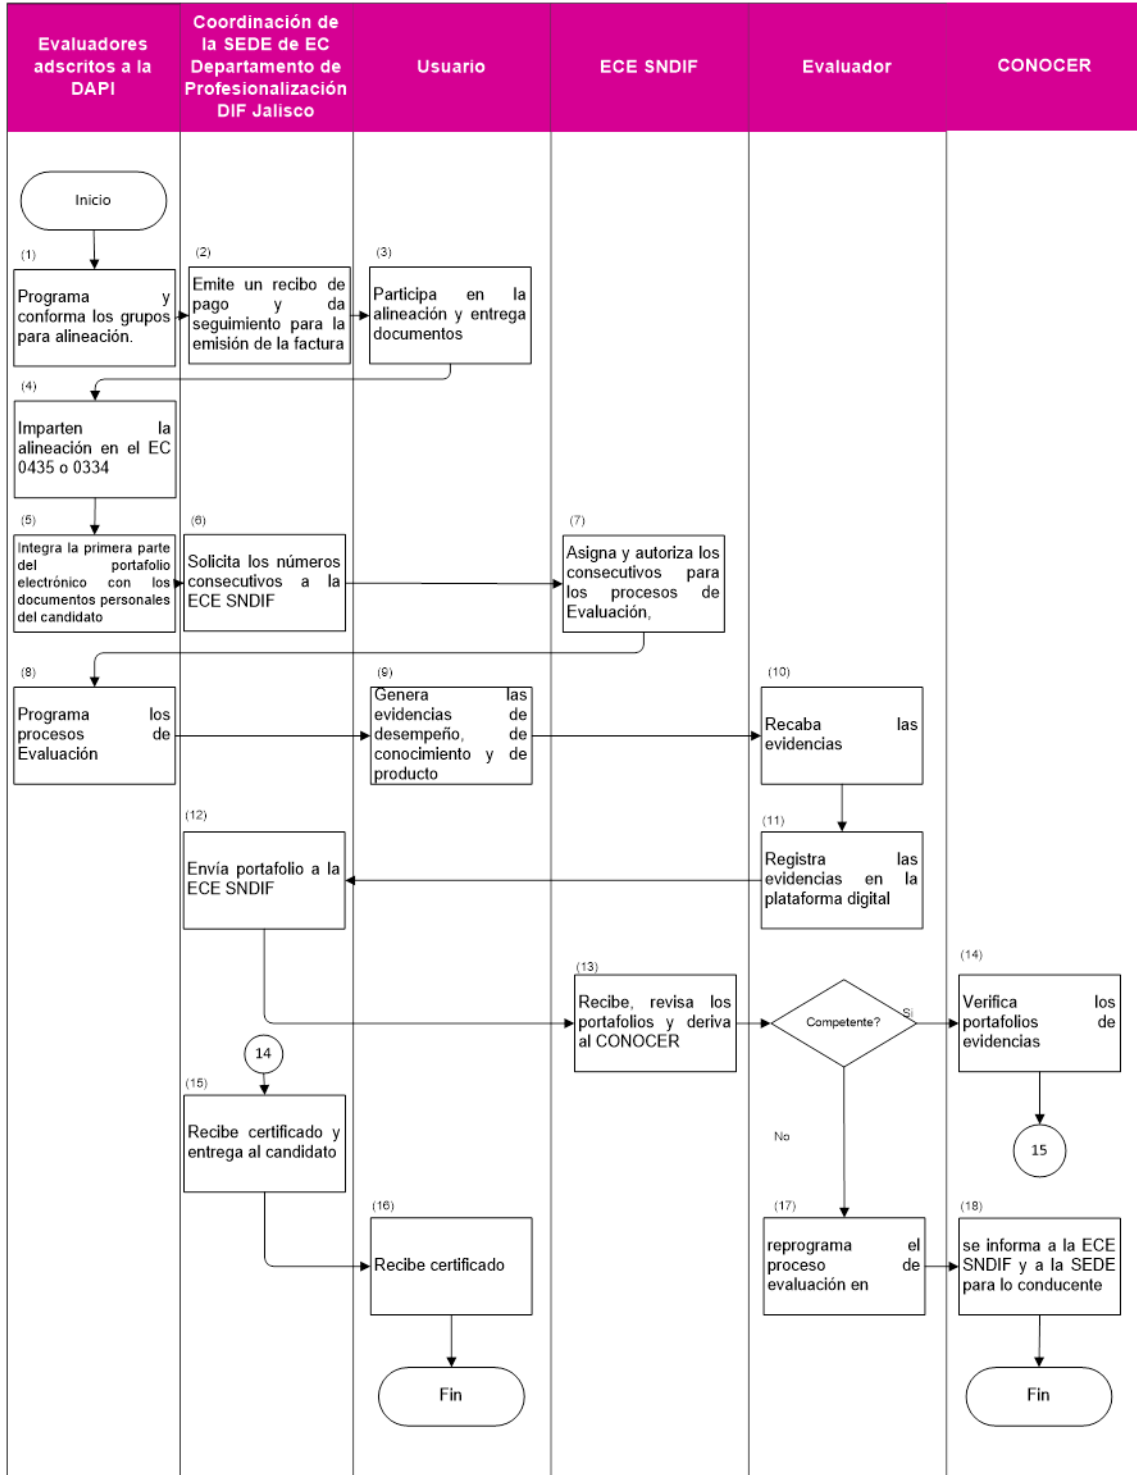 Evaluadores
adscritos a la
DAPI
Coordinación de
la SEDE de EC
Departamento de
Profesionalización
DIF Jalisco
Usuario
ECE SNDIF
Evaluador
CONOCER
Inicio
(1)
Programa y
conforma los grupos
para alineación.
(2)
Emite un recibo de
pago y da
seguimiento para la
emisión de la factura
(3)
Participa en la
alineación y entrega
documentos
(4)
Imparten la
alineación en el EC
0435 o 0334
(5)
Integra la primera parte
del portafolio
electrónico con los
documentos personales
del candidato
(6)
Solicita los números
consecutivos a la
ECE SNDIF
(7)
Asigna y autoriza los
consecutivos para
los procesos de
Evaluación,
(8)
Programa los
procesos de
Evaluación
(9)
Genera las
evidencias de
desempeño, de
conocimiento y de
producto
(10)
Recaba las
evidencias
(11)
Registra las
evidencias en la
plataforma digital
(12)
Envía portafolio a la
ECE SNDIF
(13)
Recibe, revisa los
portafolios y deriva
al CONOCER
Competente?
Si
No
(14)
Verifica los
portafolios de
evidencias
15
14
(15)
Recibe certificado y
entrega al candidato
(16)
Recibe certificado
Fin
(17)
reprograma el
proceso de
evaluación en
(18)
se informa a la ECE
SNDIF y a la SEDE
para lo conducente
Fin